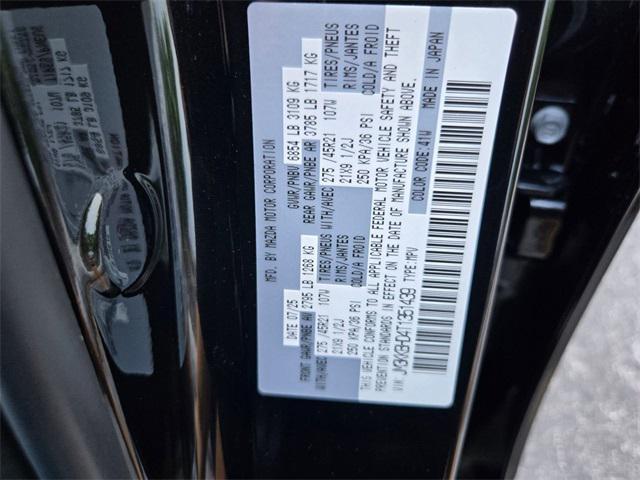 MFD. BY MAZDA MOTOR CORPORATION
DATE 07/25 GVWR/PNBV 6854 LB 3109 KG
FRONT GAWR/PNBE AV 2795 LB 1268 KG REAR GAWR/PNBE AR 3785 LB 1717 KG
WITH/AVEC 275 /45R21 107W TIRES/PNEUS WITH/AVEC 275 /45R21 107W TIRES/PNEUS
21X9 1/2J RIMS/JANTES 21X9 1/2J RIMS/JANTES
250 KPA/36 PSI COLD/A FROID 250 KPA/36 PSI COLD/A FROID
THIS VEHICLE CONFORMS TO ALL APPLICABLE FEDERAL MOTOR VEHICLE SAFETY AND THEFT
PREVENTION STANDARDS IN EFFECT ON THE DATE OF MANUFACTURE SHOWN ABOVE.
VIN: JM3KKBHD4T1351439 TYPE: MPV COLOR CODE: 41W MADE IN JAPAN